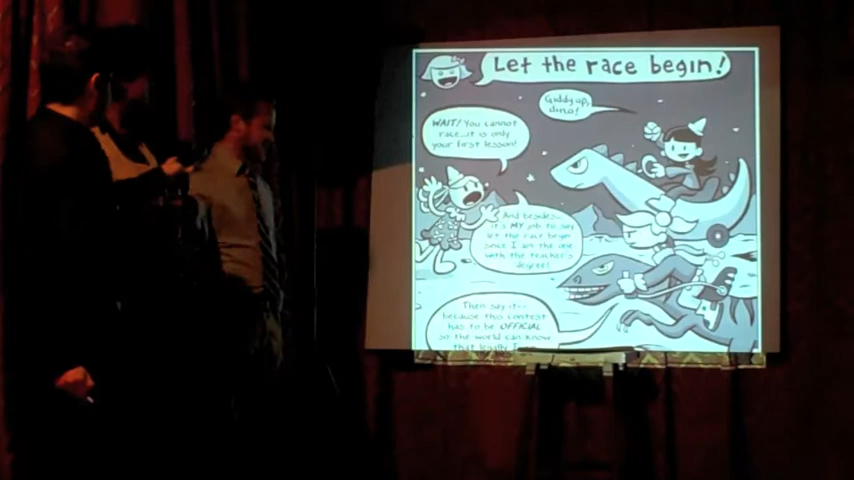 Let the race begin!
Giddy up,
dino!
WAIT! You cannot
race...it is only
your first lesson!
And besides...
it's MY job to say
let the race begin
since I am the one
with the teacher's
degree!
Then say it--
because this contest
has to be OFFICIAL
so the world can know
that legally I